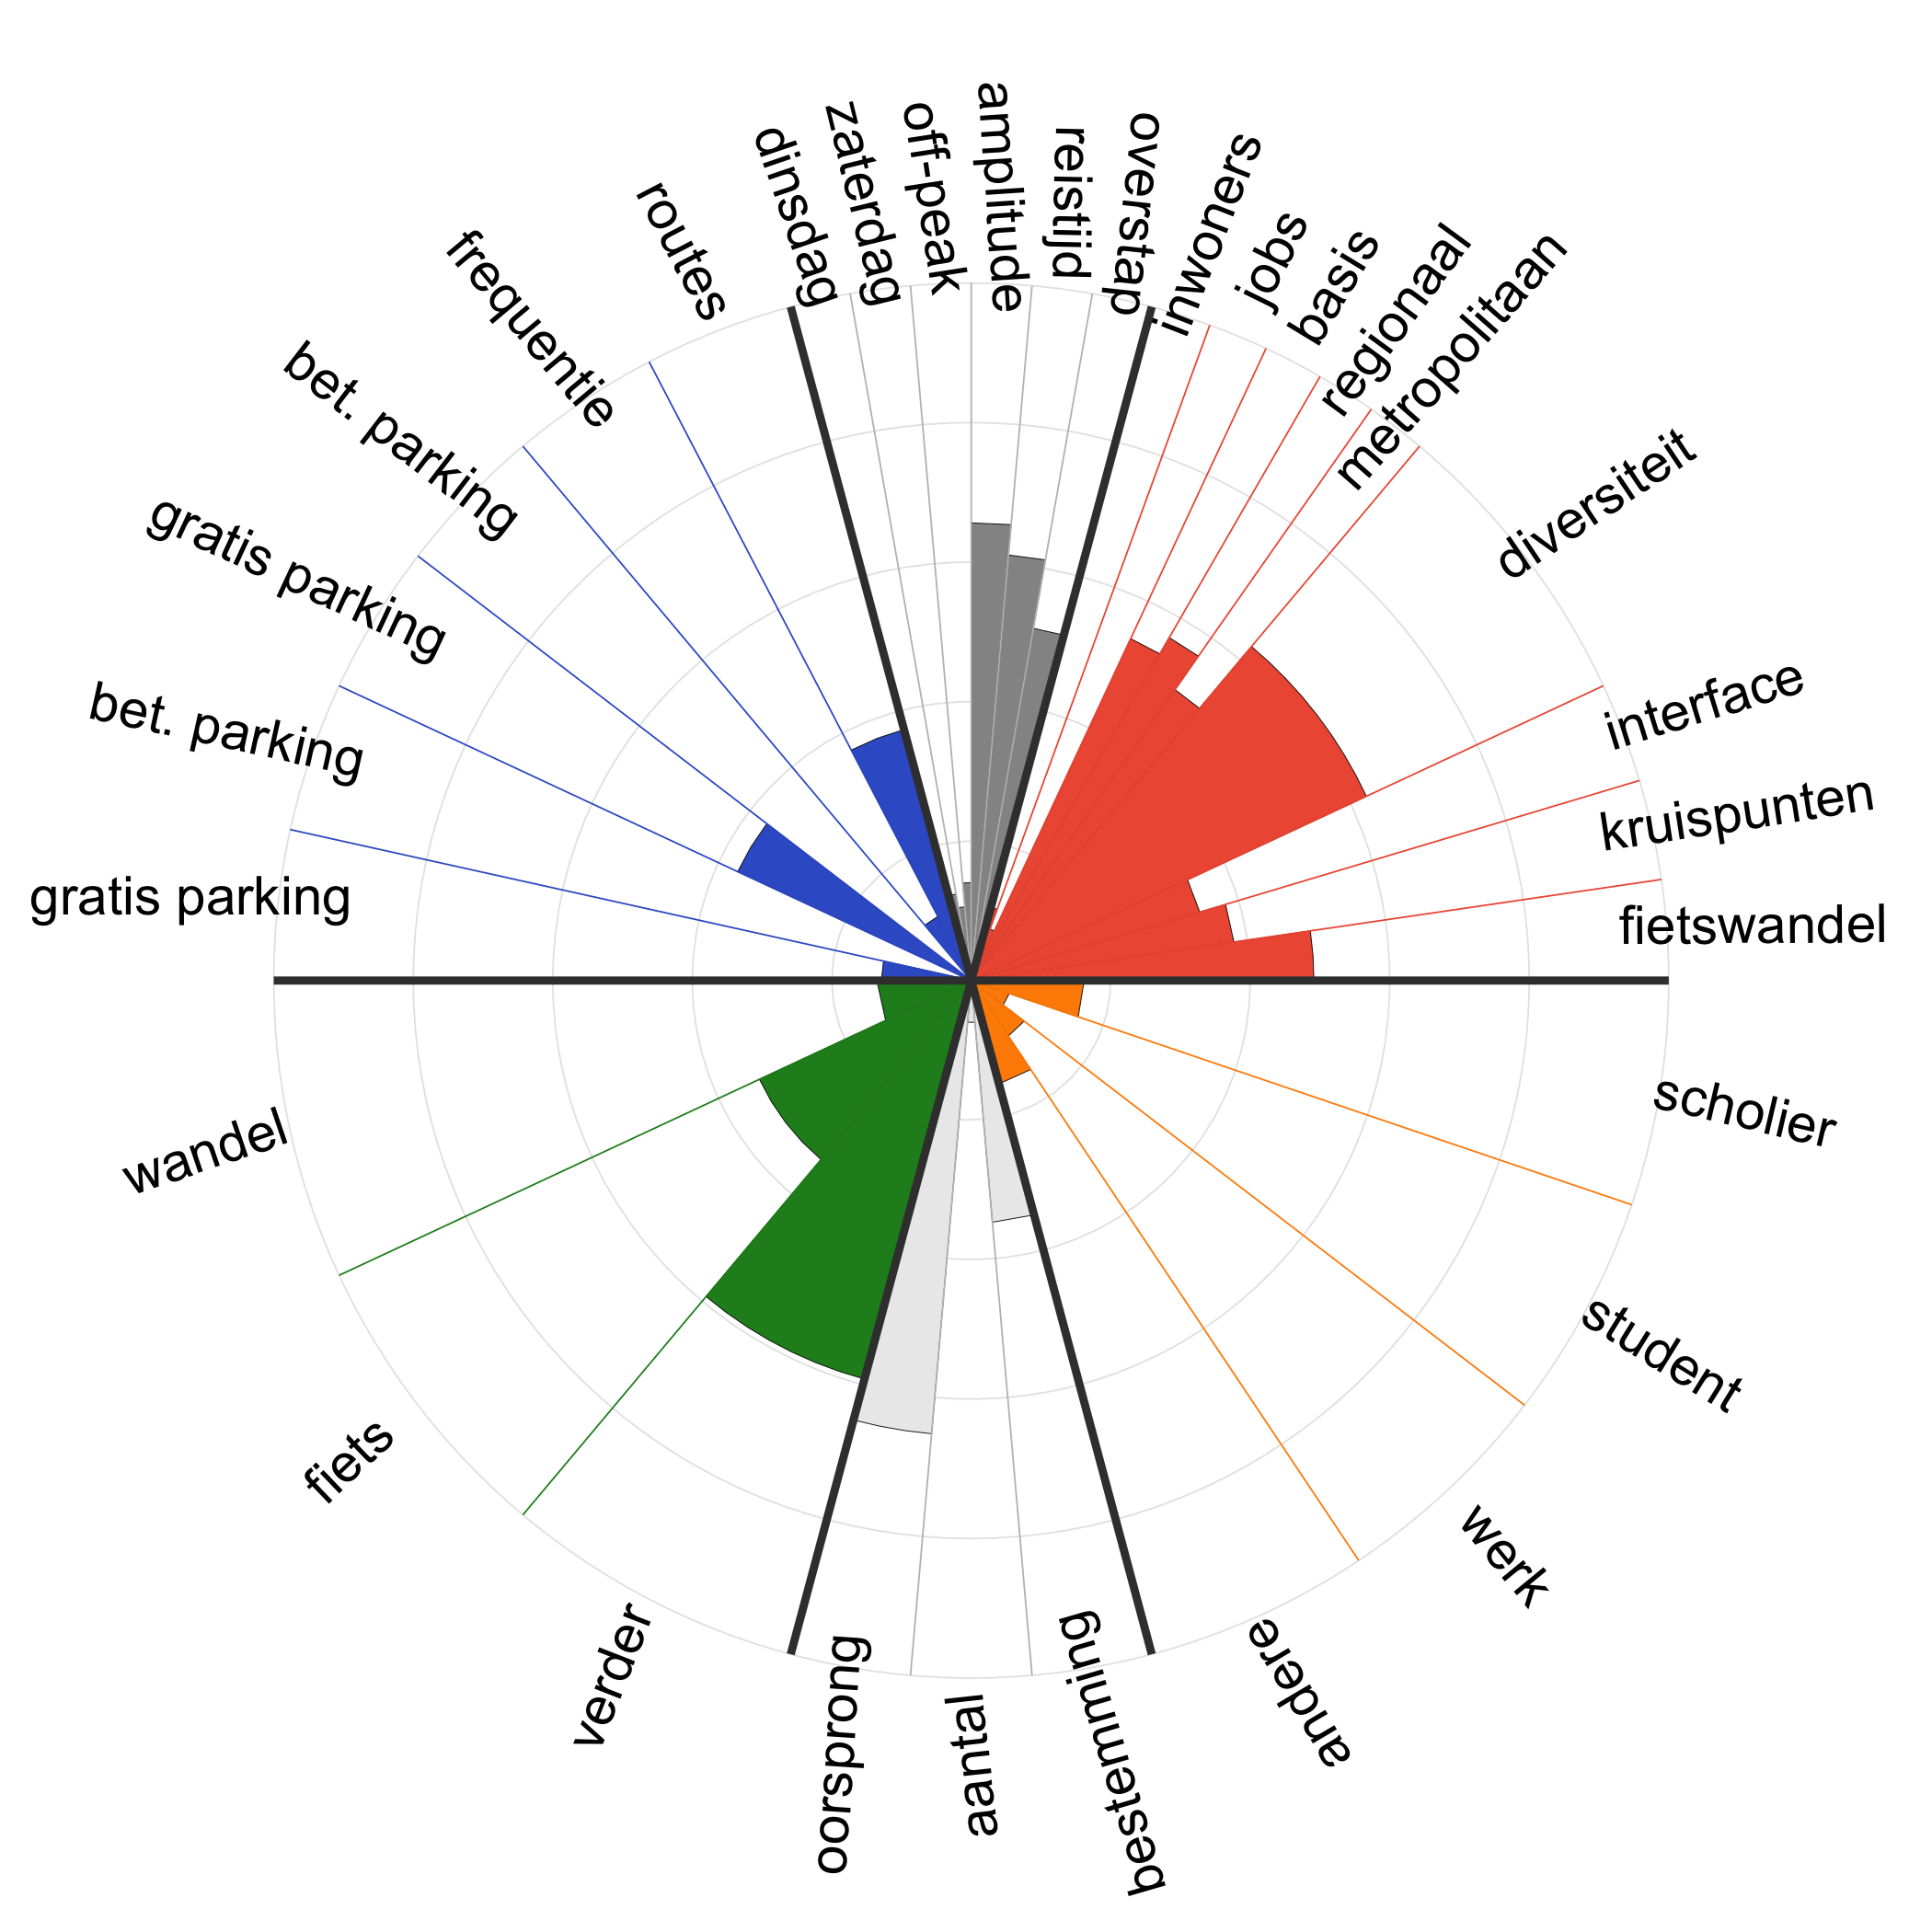 dinsdag
zaterdag
off-peak
amplitude
reistijd
overstap
inwoners
jobs
basis
regionaal
metropolitaan
diversiteit
interface
kruispunten
fietswandel
scholier
student
werk
andere
bestemming
aantal
oorsprong
verder
fiets
wandel
gratis parking
bet. parking
gratis parking
bet. parking
frequentie
routes